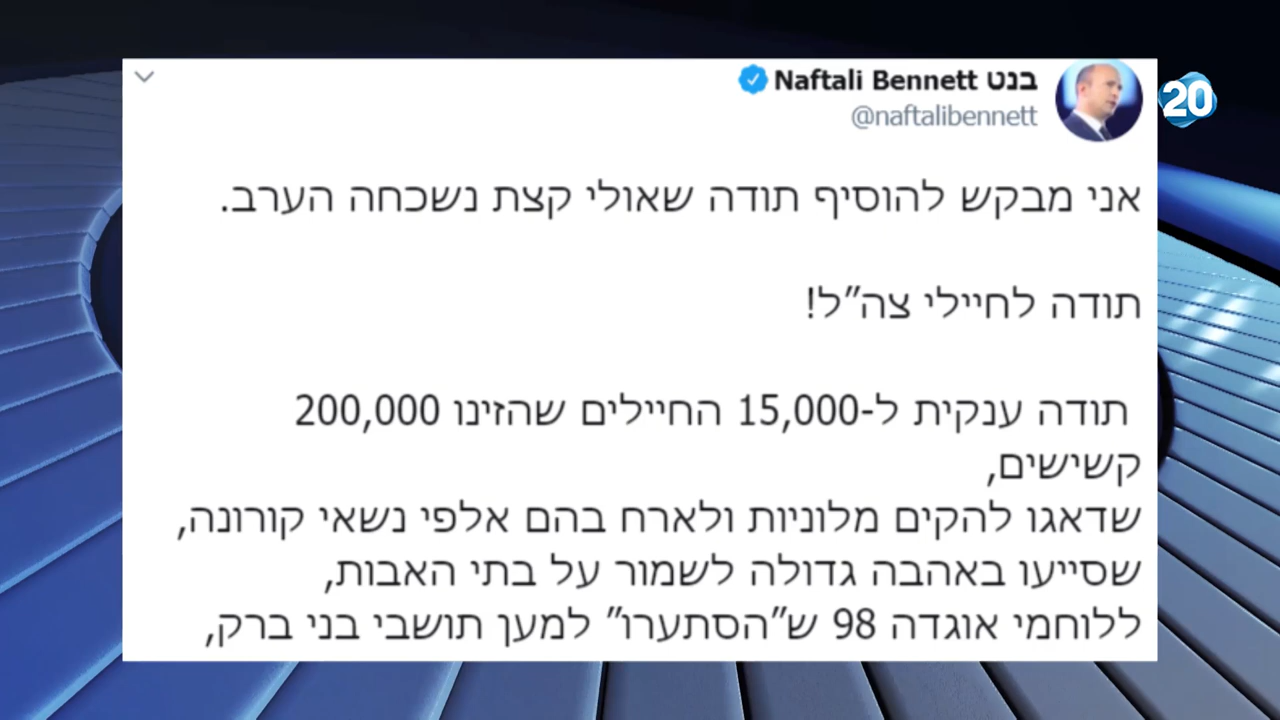 Naftali Bennett בנט
@naftalibennett
20
אני מבקש להוסיף תודה שאולי קצת נשכחה הערב.
תודה לחיילי צה״ל!
תודה ענקית ל-15,000 החיילים שהזינו 200,000
קשישים,
שדאגו להקים מלוניות ולארח בהם אלפי נשאי קורונה,
שסייעו באהבה גדולה לשמור על בתי האבות,
ללוחמי אוגדה 98 ש״הסתערו״ למען תושבי בני ברק,